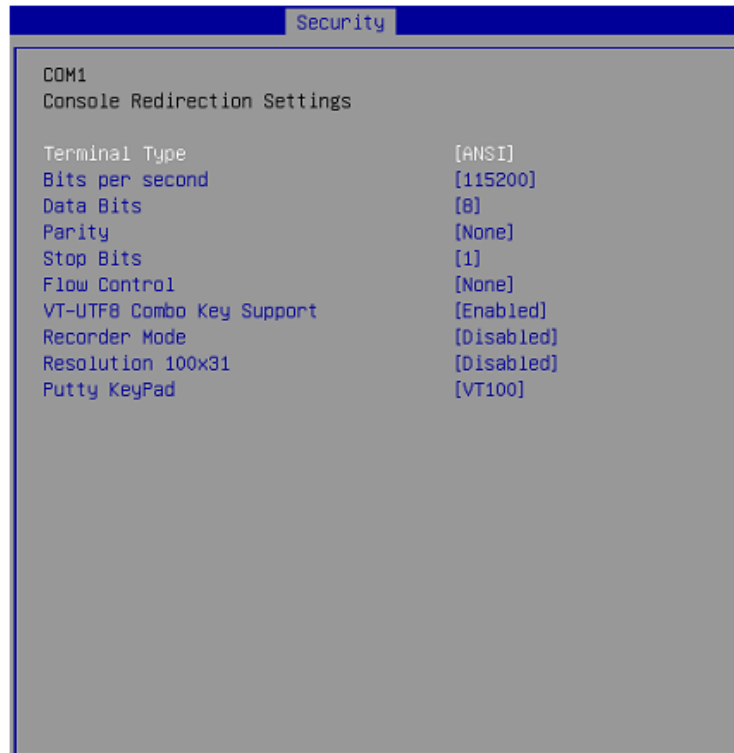 Security
COM1
Console Redirection Settings
Terminal Type [ANSI]
Bits per second [115200]
Data Bits [8]
Parity [None]
Stop Bits [1]
Flow Control [None]
VT-UTF8 Combo Key Support [Enabled]
Recorder Mode [Disabled]
Resolution 100x31 [Disabled]
Putty KeyPad [VT100]